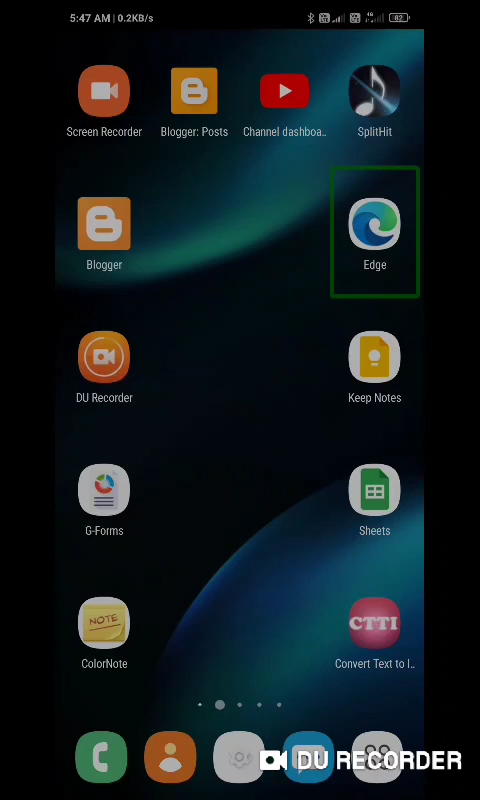 5:47 AM | 0.2KB/s
82
Screen Recorder
Blogger: Posts
Channel dashboa..
SplitHit
Blogger
Edge
DU Recorder
Keep Notes
G-Forms
Sheets
NOTE
ColorNote
CTTI
Convert Text to I..
DU RECORDER